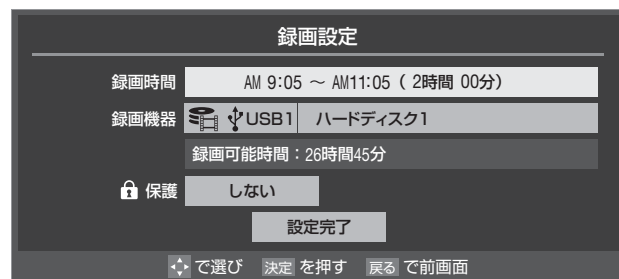 録画設定
録画時間 AM 9:05 ～ AM11:05 ( 2時間 00分)
録画機器 USB1 ハードディスク1
録画可能時間：26時間45分
保護 しない
設定完了
で選び 決定 を押す 戻る で前画面